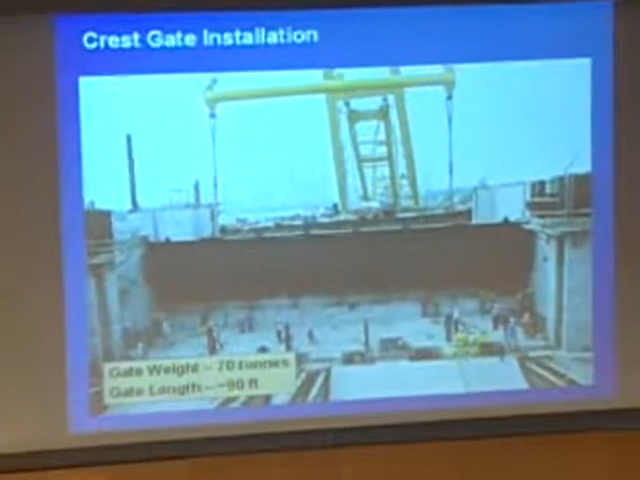 Crest Gate Installation
Gate Weight – 70 tonnes
Gate Length – ~90 ft